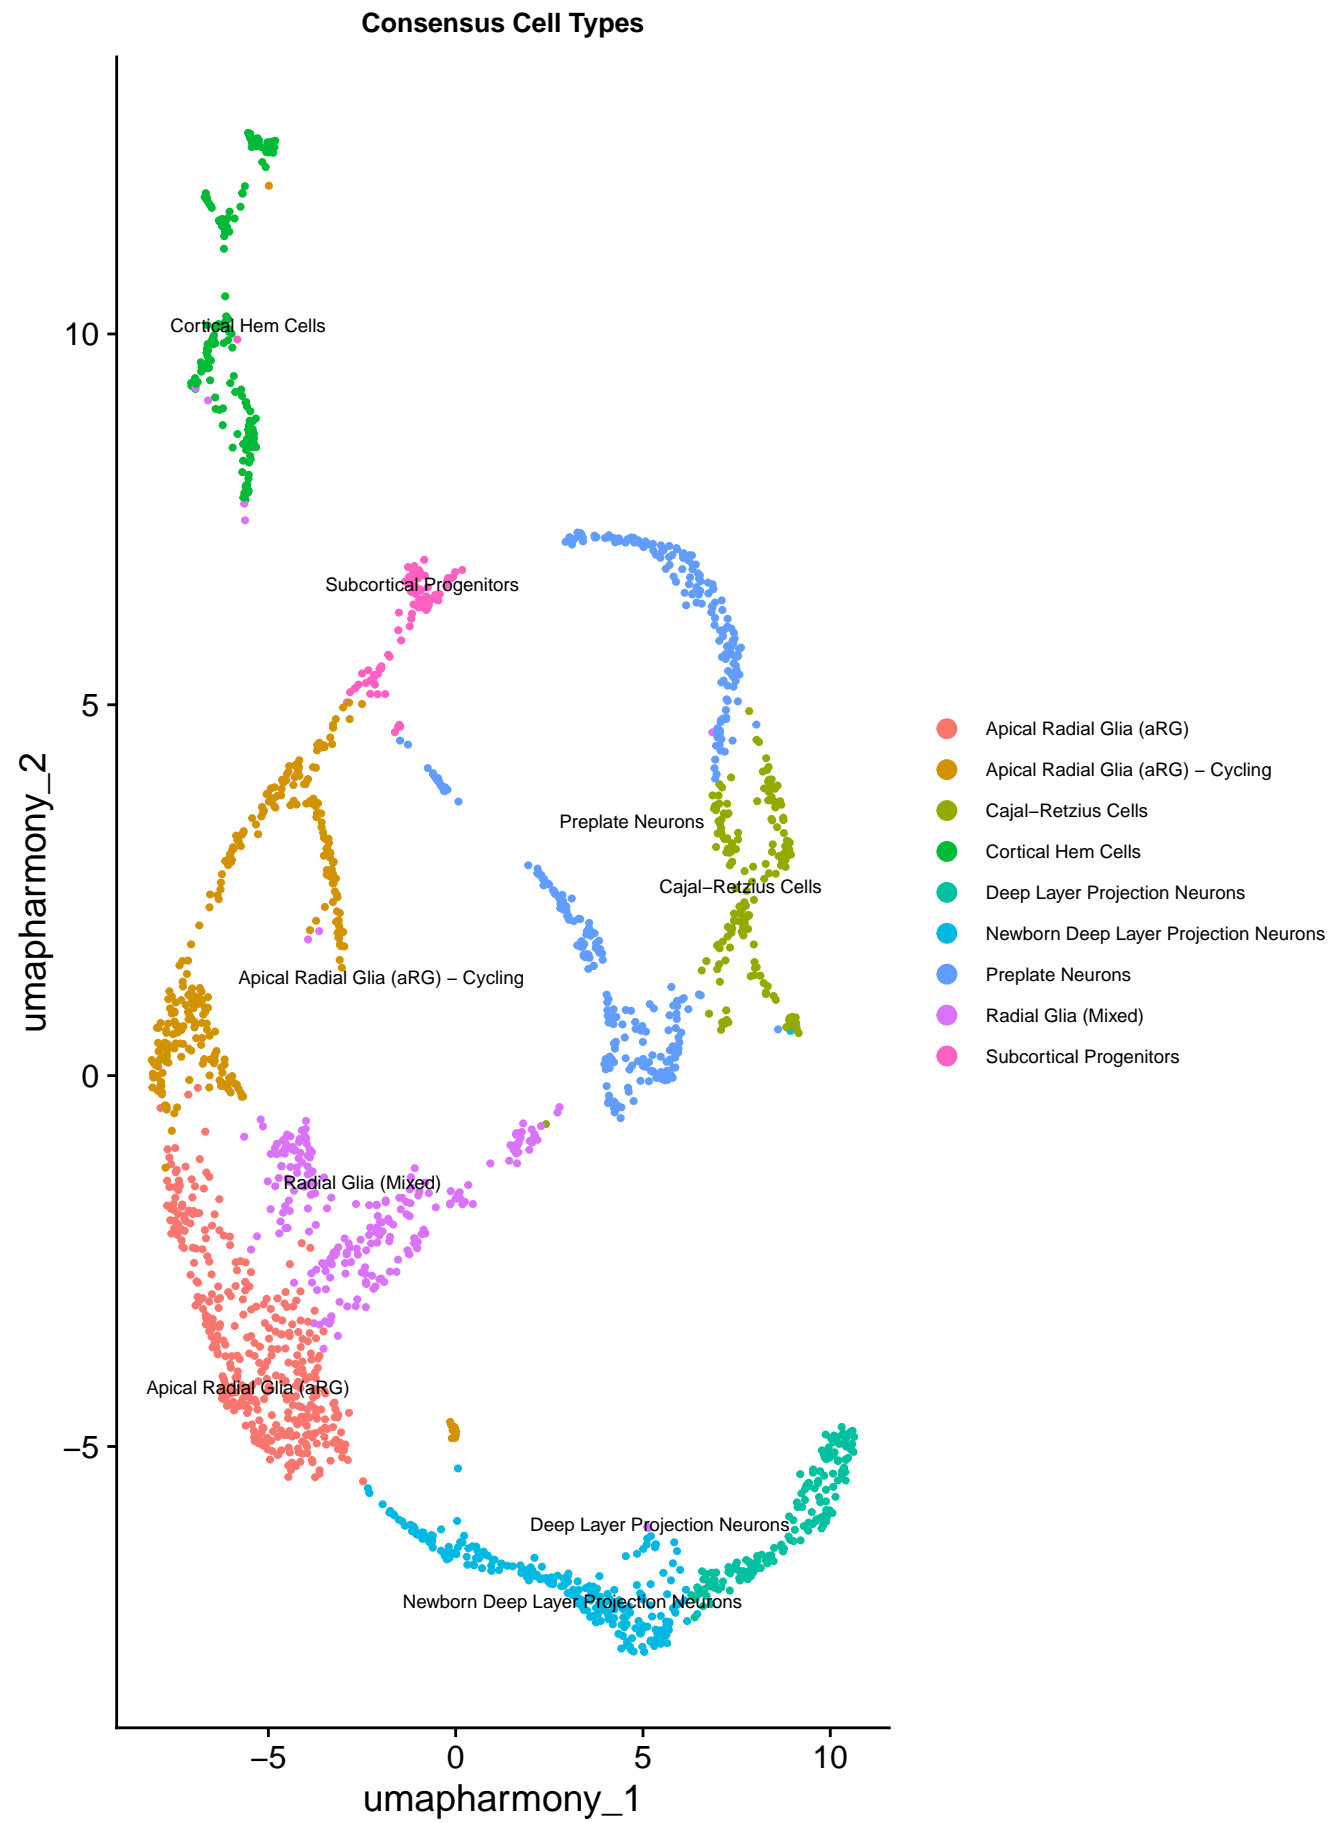 Consensus Cell Types
umapharmony_2
10
5
0
−5
Cortical Hem Cells
Subcortical Progenitors
Preplate Neurons
Cajal−Retzius Cells
Apical Radial Glia (aRG) − Cycling
Radial Glia (Mixed)
Apical Radial Glia (aRG)
Deep Layer Projection Neurons
Newborn Deep Layer Projection Neurons
Apical Radial Glia (aRG)
Apical Radial Glia (aRG) − Cycling
Cajal−Retzius Cells
Cortical Hem Cells
Deep Layer Projection Neurons
Newborn Deep Layer Projection Neurons
Preplate Neurons
Radial Glia (Mixed)
Subcortical Progenitors
−5 0 5 10
umapharmony_1